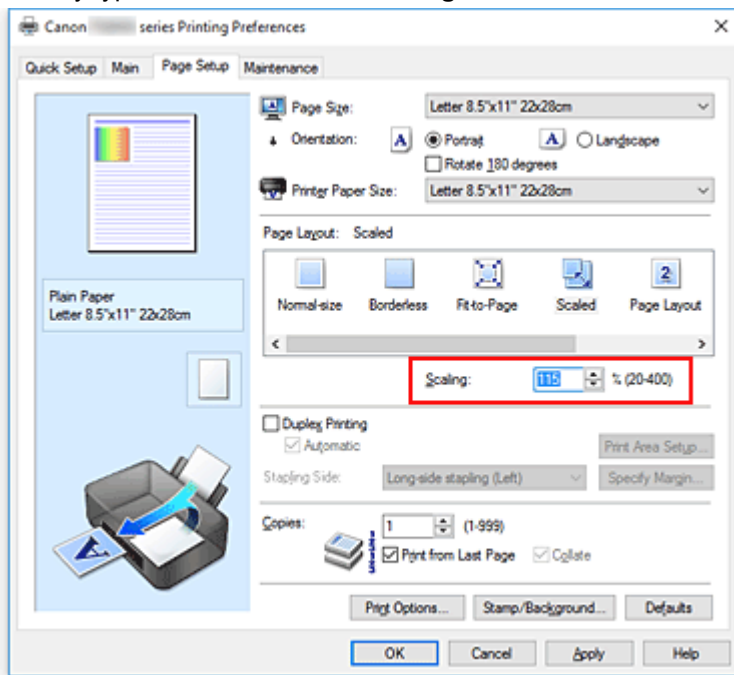 Canon series Printing Preferences
Quick Setup Main Page Setup Maintenance
Page Size: Letter 8.5"x11" 22x28cm
Orientation: A Portrait A Landscape
Rotate 180 degrees
Printer Paper Size: Letter 8.5"x11" 22x28cm
Page Layout: Scaled
Normal-size Borderless Fit-to-Page Scaled Page Layout
Plain Paper
Letter 8.5"x11" 22x28cm
Scaling: 115 % (20-400)
Duplex Printing
Automatic Print Area Setup...
Stapling Side: Long-side stapling (Left) Specify Margin...
Copies: 1 (1-999)
Print from Last Page Collate
Print Options... Stamp/Background... Defaults
OK Cancel Apply Help